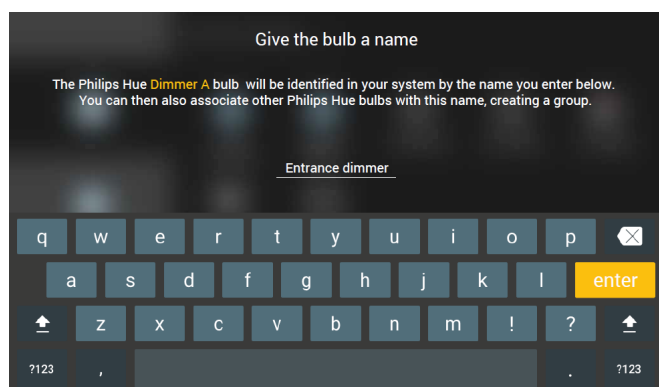 Give the bulb a name
The Philips Hue Dimmer A bulb will be identified in your system by the name you enter below.
You can then also associate other Philips Hue bulbs with this name, creating a group.
Entrance dimmer
q w e r t y u i o p
a s d f g h j k l enter
z x c v b n m ! ?
?123 , . ?123